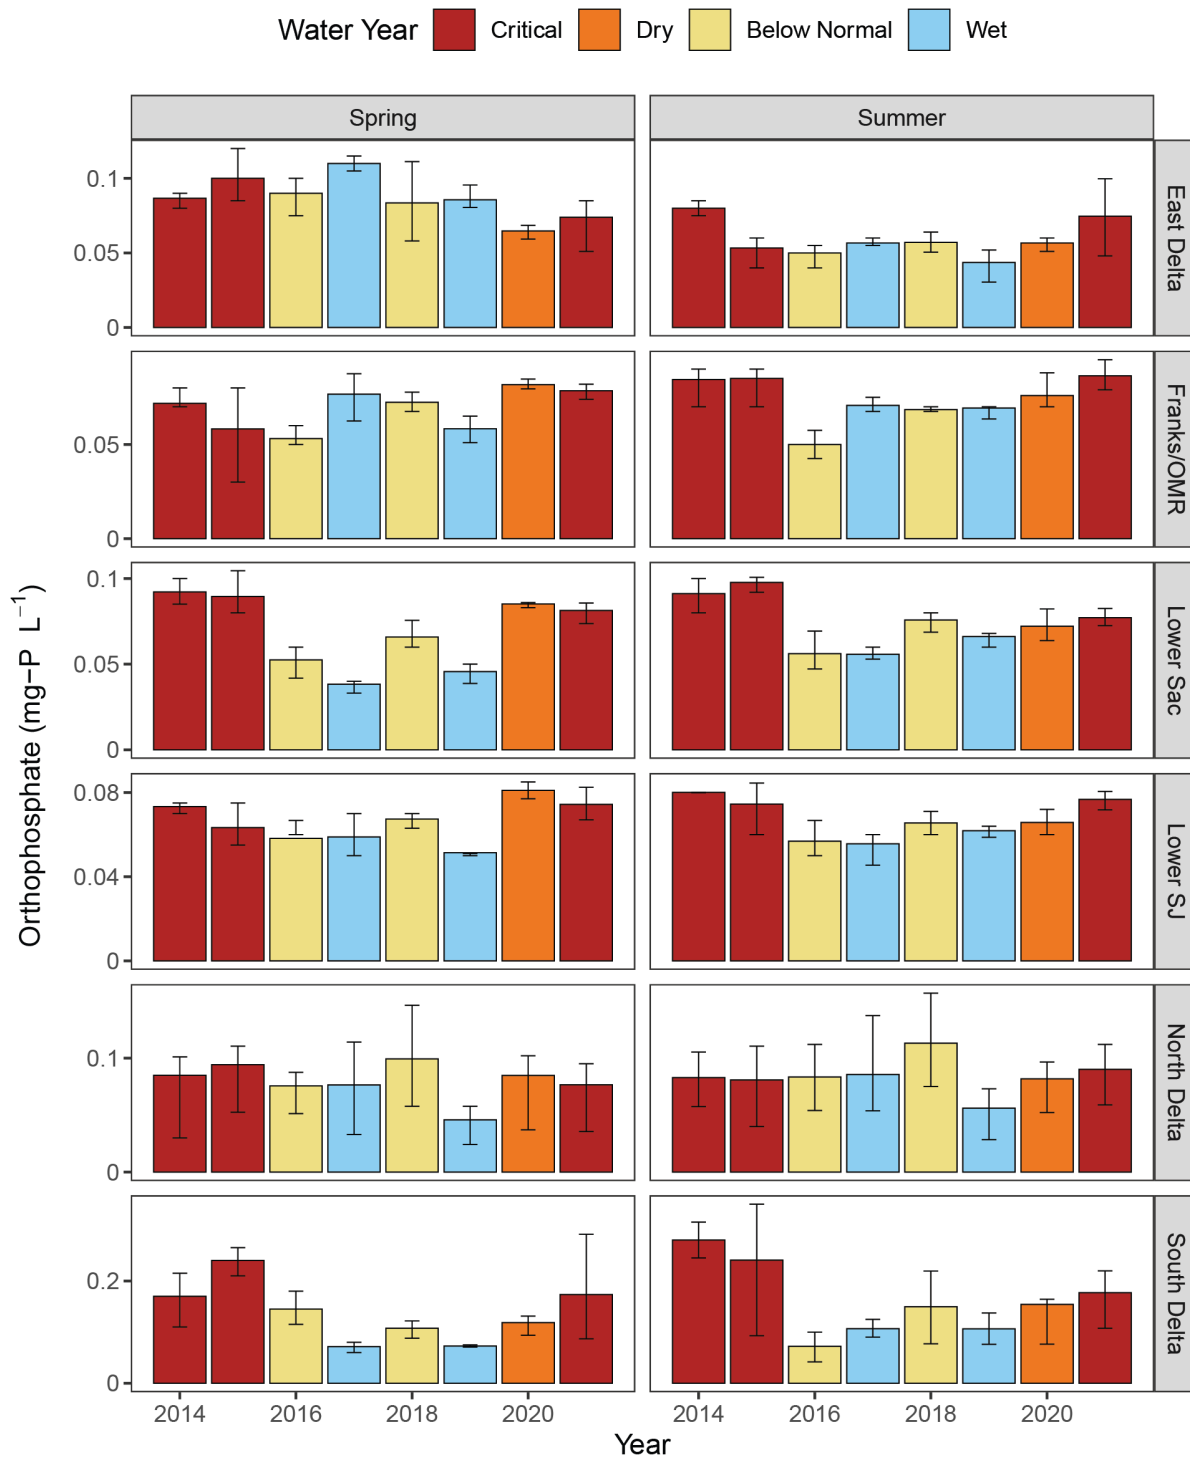 Water Year Critical Dry Below Normal Wet
Spring Summer
0.1
0.05
0
East Delta
0.05
0
Franks/OMR
0.1
0.05
0
Lower Sac
0.08
0.04
0
Lower SJ
0.1
0
North Delta
0.2
0
South Delta
Orthophosphate (mg−P L⁻¹)
2014 2016 2018 2020 2014 2016 2018 2020
Year